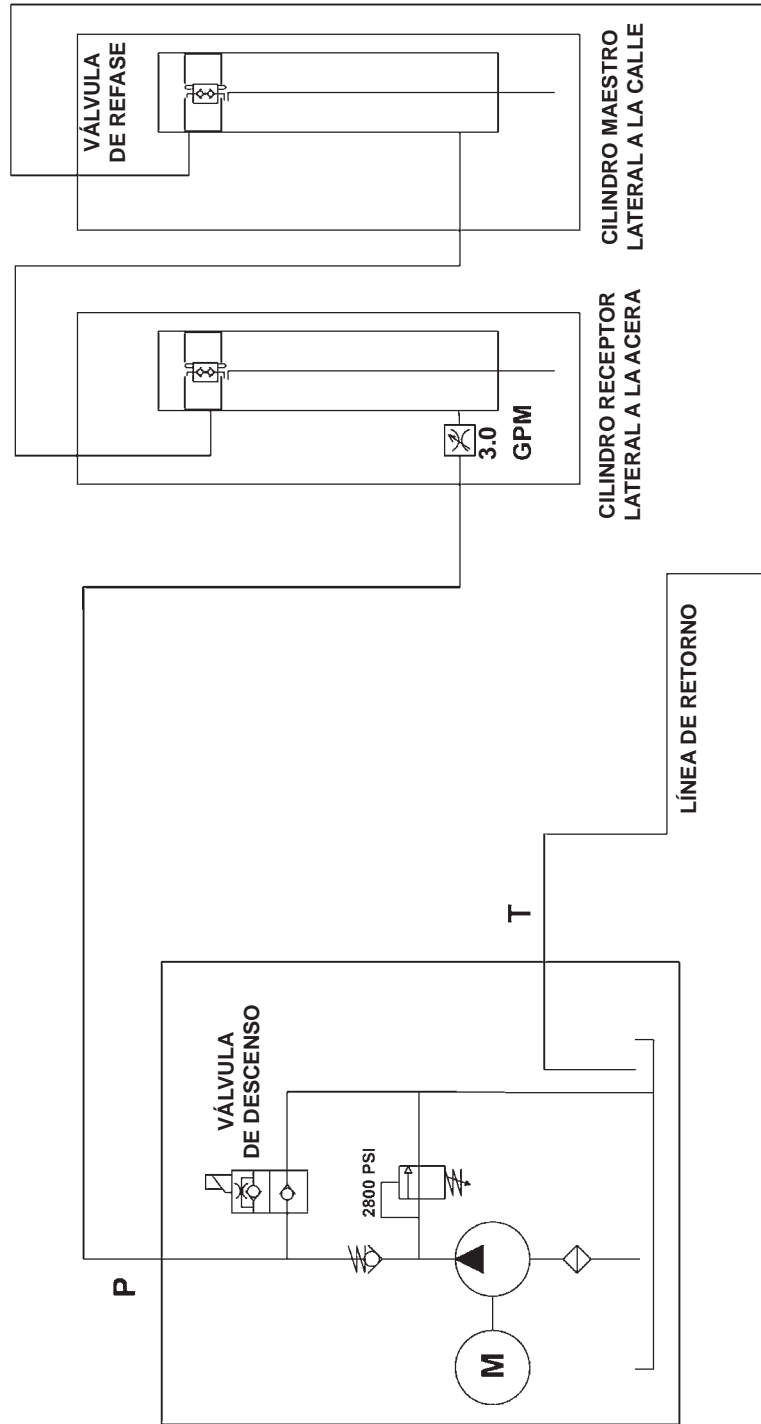 P
M
VÁLVULA
DE DESCENSO
2800 PSI
T
LÍNEA DE RETORNO
3.0
GPM
CILINDRO RECEPTOR
LATERAL A LA ACERA
VÁLVULA
DE REFASE
CILINDRO MAESTRO
LATERAL A LA CALLE